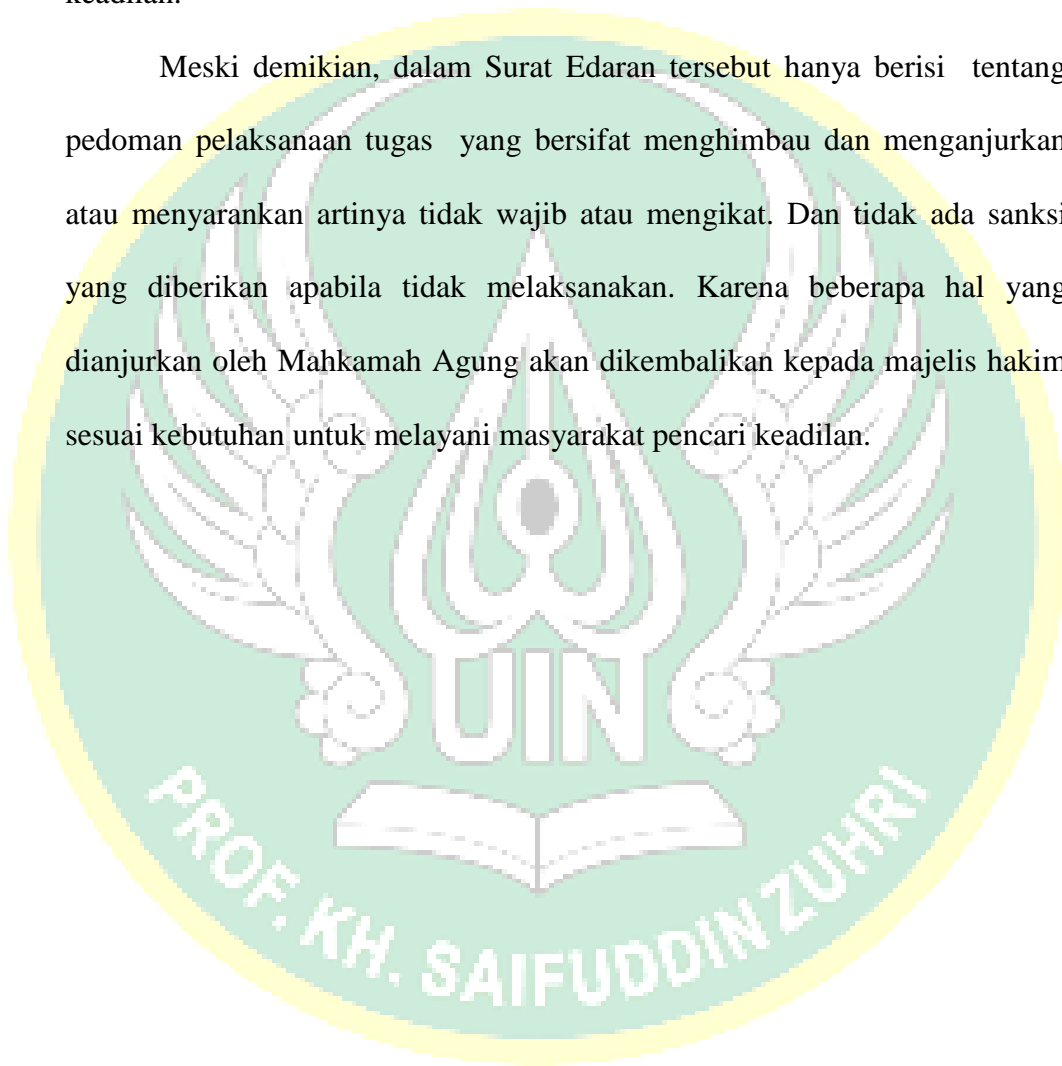 keadilan.
Meski demikian, dalam Surat Edaran tersebut hanya berisi tentang
pedoman pelaksanaan tugas yang bersifat menghimbau dan menganjurkan
atau menyarankan artinya tidak wajib atau mengikat. Dan tidak ada sanksi
yang diberikan apabila tidak melaksanakan. Karena beberapa hal yang
dianjurkan oleh Mahkamah Agung akan dikembalikan kepada majelis hakim
sesuai kebutuhan untuk melayani masyarakat pencari keadilan.
UIN
PROF. KH. SAIFUDDIN ZUHRI